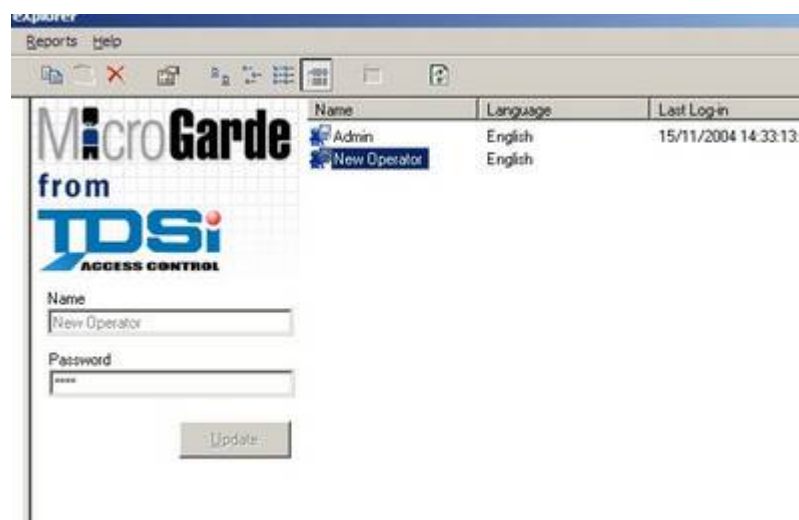 explorer
Reports Help
MicroGarde
from
TDSi
ACCESS CONTROL
Name
New Operator
Password
****
Update
Name Language Last Log-in
Admin English 15/11/2004 14:33:13:
New Operator English